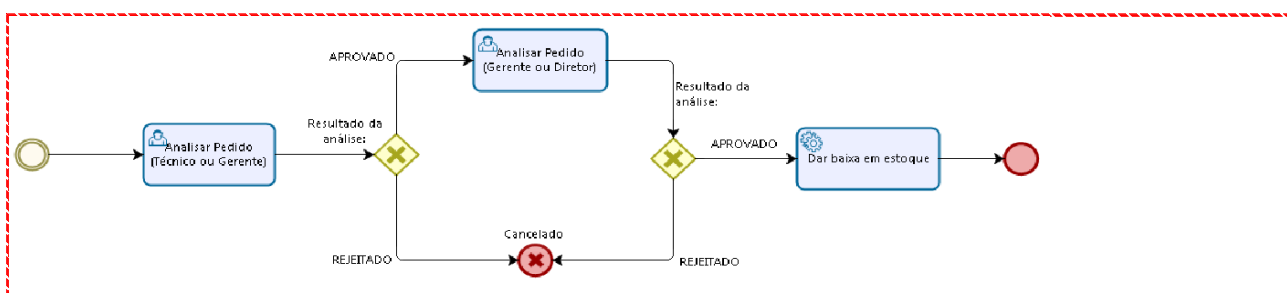 Analisar Pedido
(Técnico ou Gerente)
Resultado da
análise:
APROVADO
Analisar Pedido
(Gerente ou Diretor)
Resultado da
análise:
APROVADO
Dar baixa em estoque
REJEITADO
Cancelado
REJEITADO